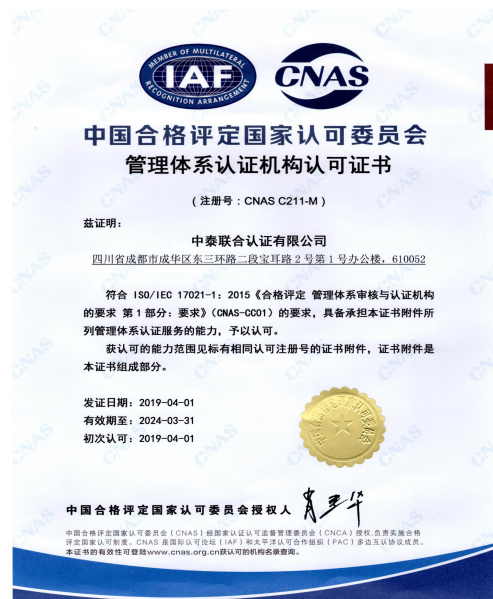 MEMBER OF MULTILATERAL
IAF
RECOGNITION ARRANGEMENT
CNAS
中国合格评定国家认可委员会
管理体系认证机构认可证书
(注册号:CNAS C211-M)
兹证明:
中泰联合认证有限公司
四川省成都市成华区东三环路二段宝耳路2号第1号办公楼,610052
符合 ISO/IEC 17021-1:2015《合格评定 管理体系审核与认证机构
的要求 第1部分:要求》(CNAS-CC01)的要求,具备承担本证书附件所
列管理体系认证服务的能力,予以认可。
获认可的能力范围见标有相同认可注册号的证书附件,证书附件是
本证书组成部分。
发证日期:2019-04-01
有效期至:2024-03-31
初次认可:2019-04-01
中国合格评定国家认可委员会授权人
中国合格评定国家认可委员会(CNAS)经国家认证认可监督管理委员会(CNCA)授权,负责实施合格
评定国家认可制度。CNAS 是国际认可论坛(IAF)和太平洋认可合作组织(PAC)多边互认协议成员。
本证书的有效性可登陆www.cnas.org.cn获认可的机构名录查询。